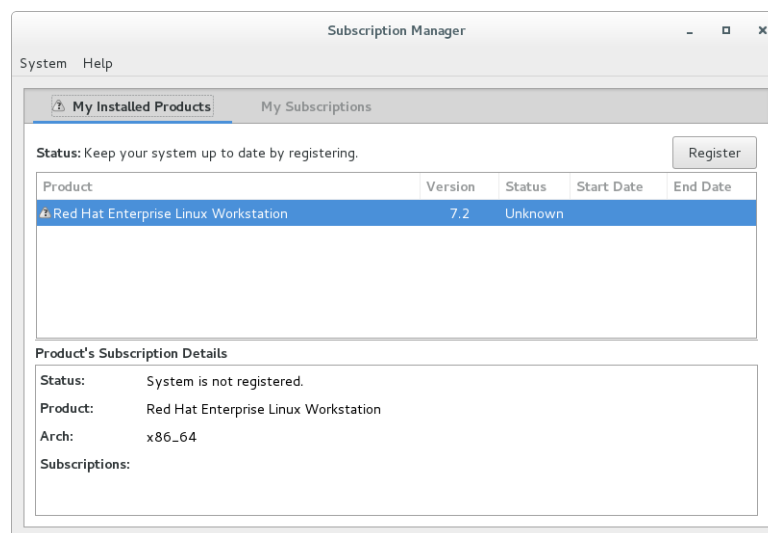 Subscription Manager
System Help
My Installed Products My Subscriptions
Status: Keep your system up to date by registering. Register
Product Version Status Start Date End Date
Red Hat Enterprise Linux Workstation 7.2 Unknown
Product's Subscription Details
Status: System is not registered.
Product: Red Hat Enterprise Linux Workstation
Arch: x86_64
Subscriptions: